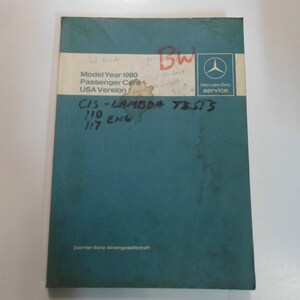 BW
Model Year 1980
Passenger Cars
USA Version
Mercedes-Benz
service
CIS-LAMBDA TESTS
110
117 ENG
Daimler-Benz Aktiengesellschaft